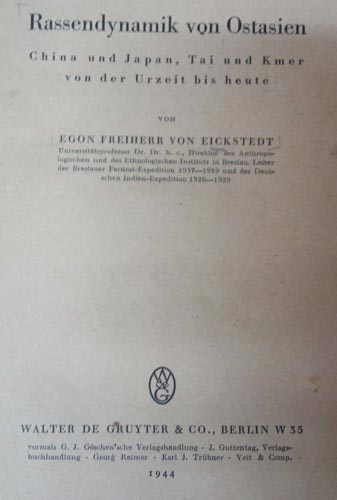 Rassendynamik von Ostasien
China und Japan, Tai und Kmer
von der Urzeit bis heute
VON
EGON FREIHERR VON EICKSTEDT
Universitätsprofessor Dr. Dr. h. c., Direktor des Anthropo-
logischen und des Ethnologischen Instituts in Breslau. Leiter
der Breslauer Fernost-Expedition 1937—1939 und der Deut-
schen Indien-Expedition 1926—1929
W & G
WALTER DE GRUYTER & CO., BERLIN W 35
vormals G. J. Göschen'sche Verlagshandlung · J. Guttentag, Verlags-
buchhandlung · Georg Reimer · Karl J. Trübner · Veit & Comp.
1944